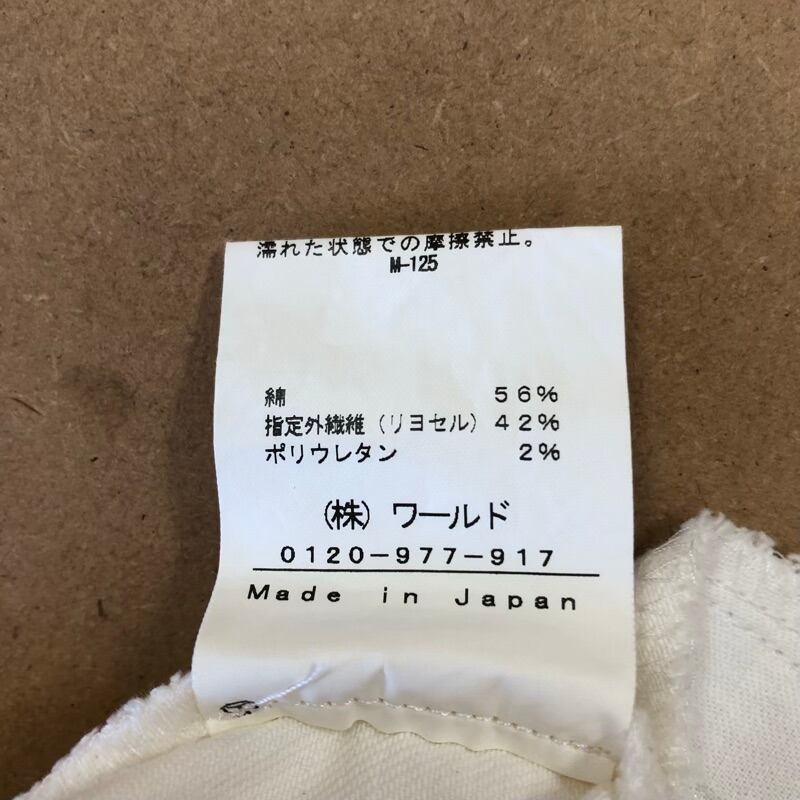 濡れた状態での摩擦禁止。
M-125
綿 56%
指定外繊維(リヨセル) 42%
ポリウレタン 2%
(株) ワールド
0120-977-917
Made in Japan